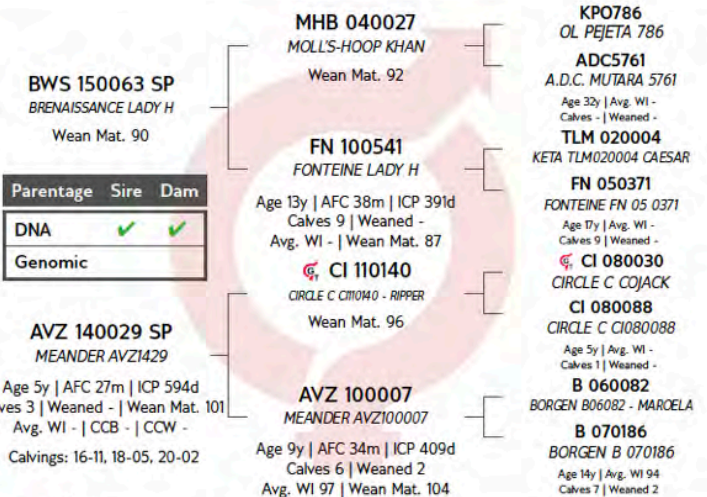 BWS 150063 SP
BRENAISSANCE LADY H
Wean Mat. 90
Parentage Sire Dam
DNA ✔ ✔
Genomic
AVZ 140029 SP
MEANDER AVZ1429
Age 5y | AFC 27m | ICP 594d
ves 3 | Weaned - | Wean Mat. 101
Avg. WI - | CCB - | CCW -
Calvings: 16-11, 18-05, 20-02
MHB 040027
MOLL'S-HOOP KHAN
Wean Mat. 92
FN 100541
FONTEINE LADY H
Age 13y | AFC 38m | ICP 391d
Calves 9 | Weaned -
Avg. WI - | Wean Mat. 87
CI 110140
CIRCLE C CI110140 - RIPPER
Wean Mat. 96
AVZ 100007
MEANDER AVZ100007
Age 9y | AFC 34m | ICP 409d
Calves 6 | Weaned 2
Avg. WI 97 | Wean Mat. 104
KPO786
OL PEJETA 786
ADC5761
A.D.C. MUTARA 5761
Age 32y | Avg. WI -
Calves - | Weaned -
TLM 020004
KETA TLM020004 CAESAR
FN 050371
FONTEINE FN 05 0371
Age 17y | Avg. WI -
Calves 9 | Weaned -
CI 080030
CIRCLE C COJACK
CI 080088
CIRCLE C CI080088
Age 5y | Avg. WI -
Calves 1 | Weaned -
B 060082
BORGEN B06082 - MAROELA
B 070186
BORGEN B 070186
Age 14y | Avg. WI 94
Calves 7 | Weaned 2